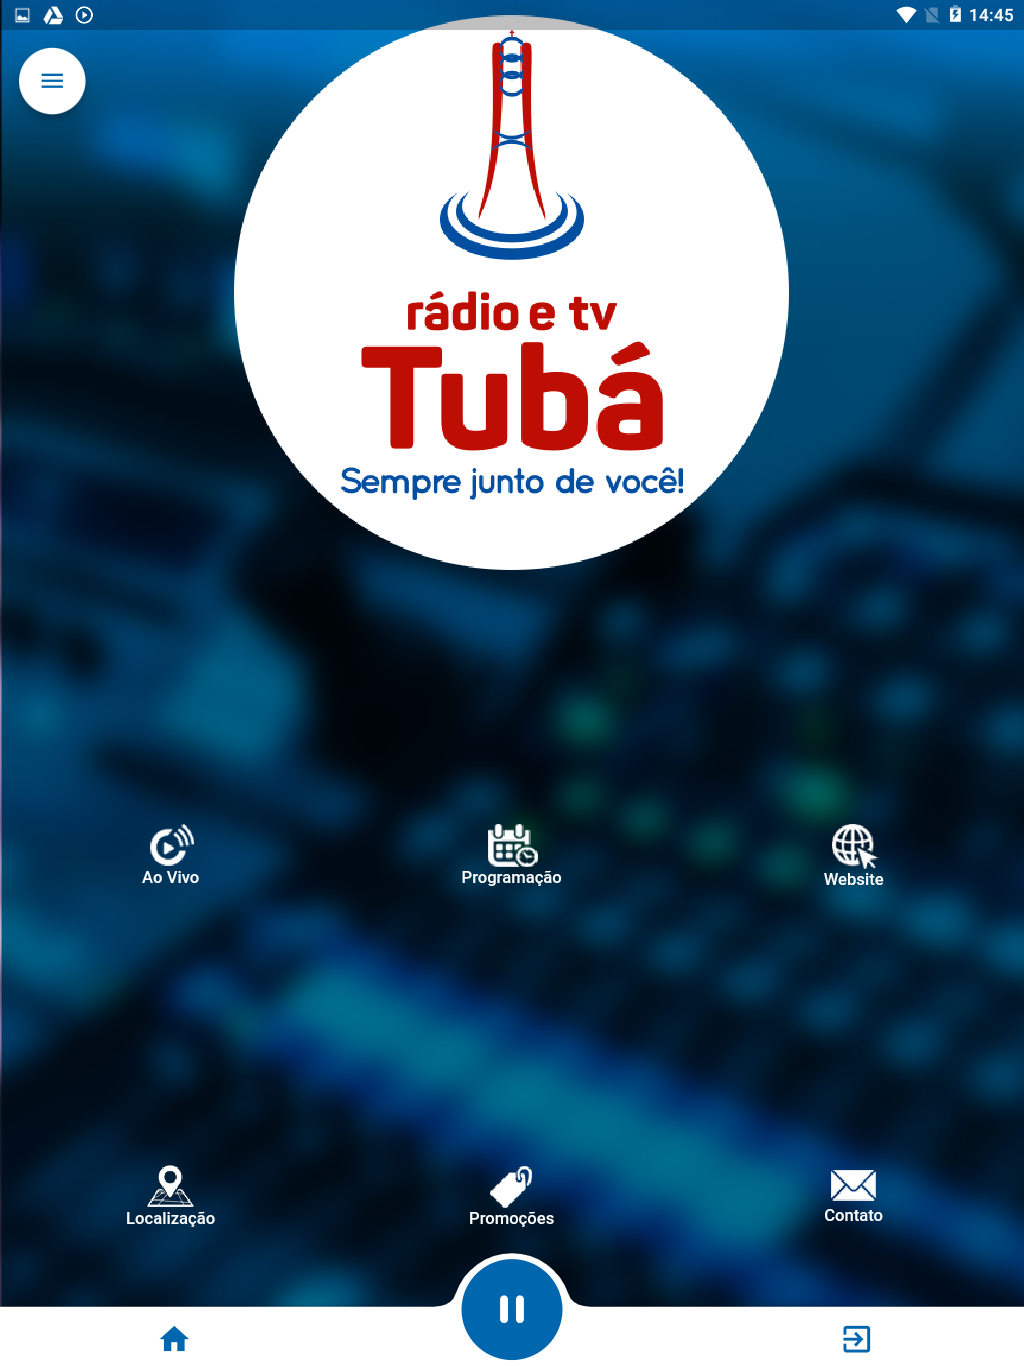 14:45
rádio e tv
Tubá
Sempre junto de você!
Ao Vivo
Programação
Website
Localização
Promoções
Contato